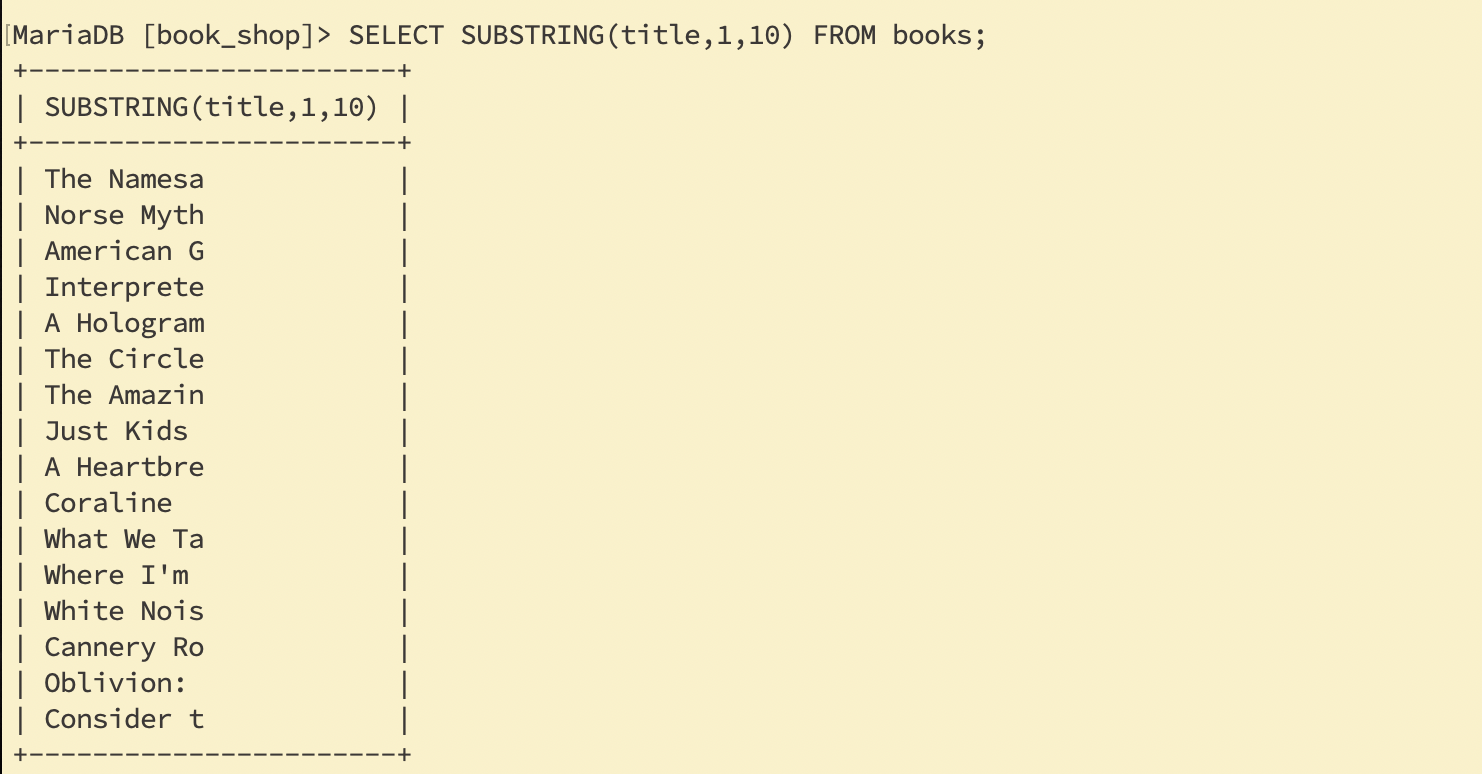 [MariaDB [book_shop]> SELECT SUBSTRING(title,1,10) FROM books;
+-----------------------+
| SUBSTRING(title,1,10) |
+-----------------------+
| The Namesa            |
| Norse Myth            |
| American G            |
| Interprete            |
| A Hologram            |
| The Circle            |
| The Amazin            |
| Just Kids             |
| A Heartbre            |
| Coraline              |
| What We Ta            |
| Where I'm             |
| White Nois            |
| Cannery Ro            |
| Oblivion:             |
| Consider t            |
+-----------------------+